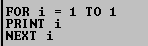 FOR i = 1 TO 1
PRINT i
NEXT i